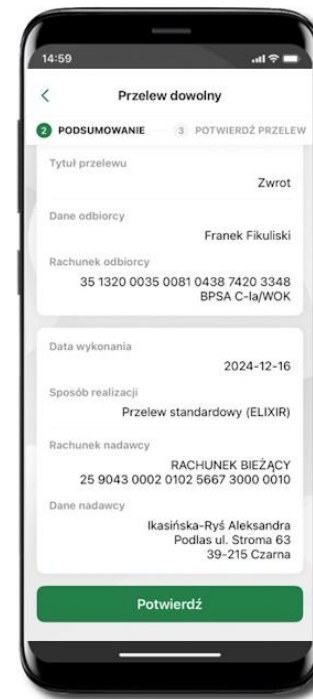 14:59
Przelew dowolny
2 PODSUMOWANIE 3 POTWIERDŹ PRZELEW
Tytuł przelewu
Zwrot
Dane odbiorcy
Franek Fikuliski
Rachunek odbiorcy
35 1320 0035 0081 0438 7420 3348
BPSA C-la/WOK
Data wykonania
2024-12-16
Sposób realizacji
Przelew standardowy (ELIXIR)
Rachunek nadawcy
RACHUNEK BIEŻĄCY
25 9043 0002 0102 5667 3000 0010
Dane nadawcy
Ikasińska-Ryś Aleksandra
Podlas ul. Stroma 63
39-215 Czarna
Potwierdź